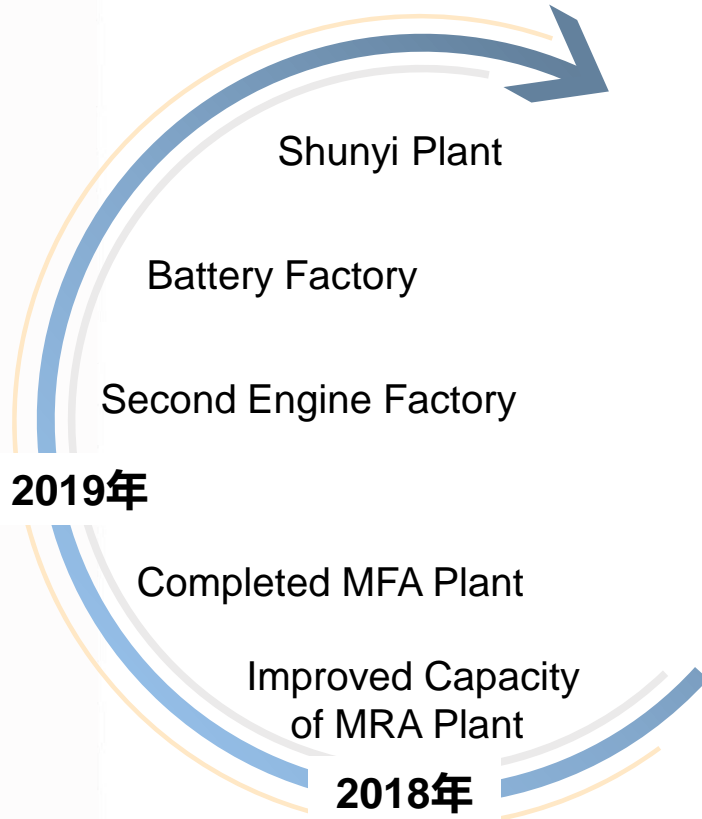 Shunyi Plant
Battery Factory
Second Engine Factory
2019年
Completed MFA Plant
Improved Capacity
of MRA Plant
2018年